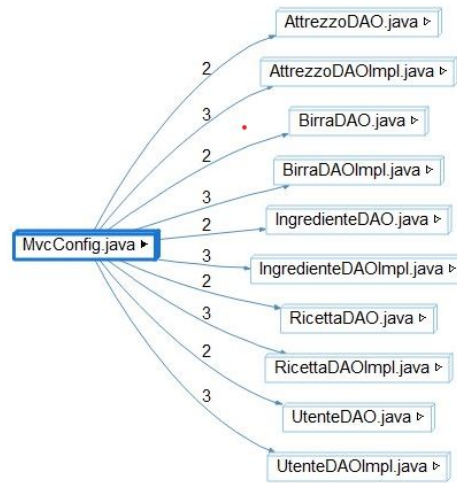 AttrezzoDAO.java
2
AttrezzoDAOImpl.java
3
BirraDAO.java
2
BirraDAOImpl.java
3
IngredienteDAO.java
2
MvcConfig.java
IngredienteDAOImpl.java
3
2
RicettaDAO.java
3
RicettaDAOImpl.java
2
UtenteDAO.java
3
UtenteDAOImpl.java